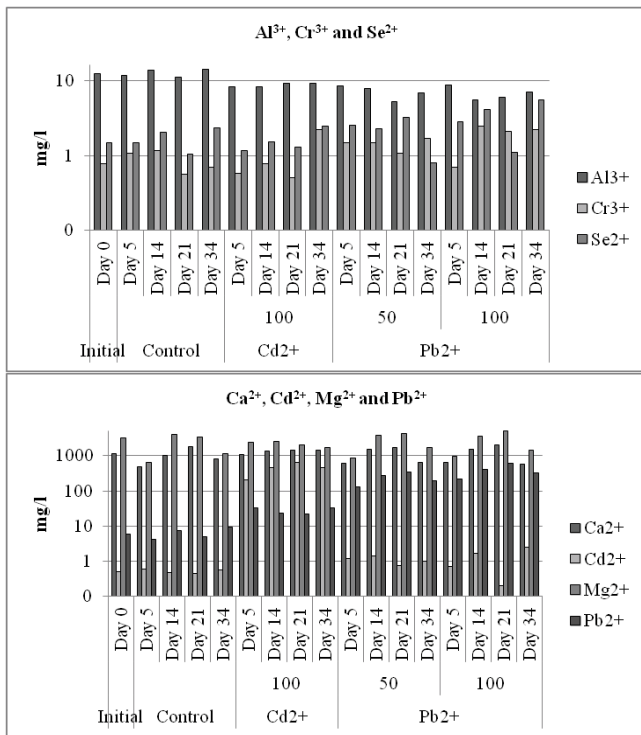 Al³⁺, Cr³⁺ and Se²⁺
10
1
0
mg/l
Day 0
Day 5
Day 14
Day 21
Day 34
Day 5
Day 14
Day 21
Day 34
Day 5
Day 14
Day 21
Day 34
Day 5
Day 14
Day 21
Day 34
100 50 100
Initial Control Cd2+ Pb2+
Al3+
Cr3+
Se2+
Ca²⁺, Cd²⁺, Mg²⁺ and Pb²⁺
1000
100
10
1
0
mg/l
Day 0
Day 5
Day 14
Day 21
Day 34
Day 5
Day 14
Day 21
Day 34
Day 5
Day 14
Day 21
Day 34
Day 5
Day 14
Day 21
Day 34
100 50 100
Initial Control Cd2+ Pb2+
Ca2+
Cd2+
Mg2+
Pb2+